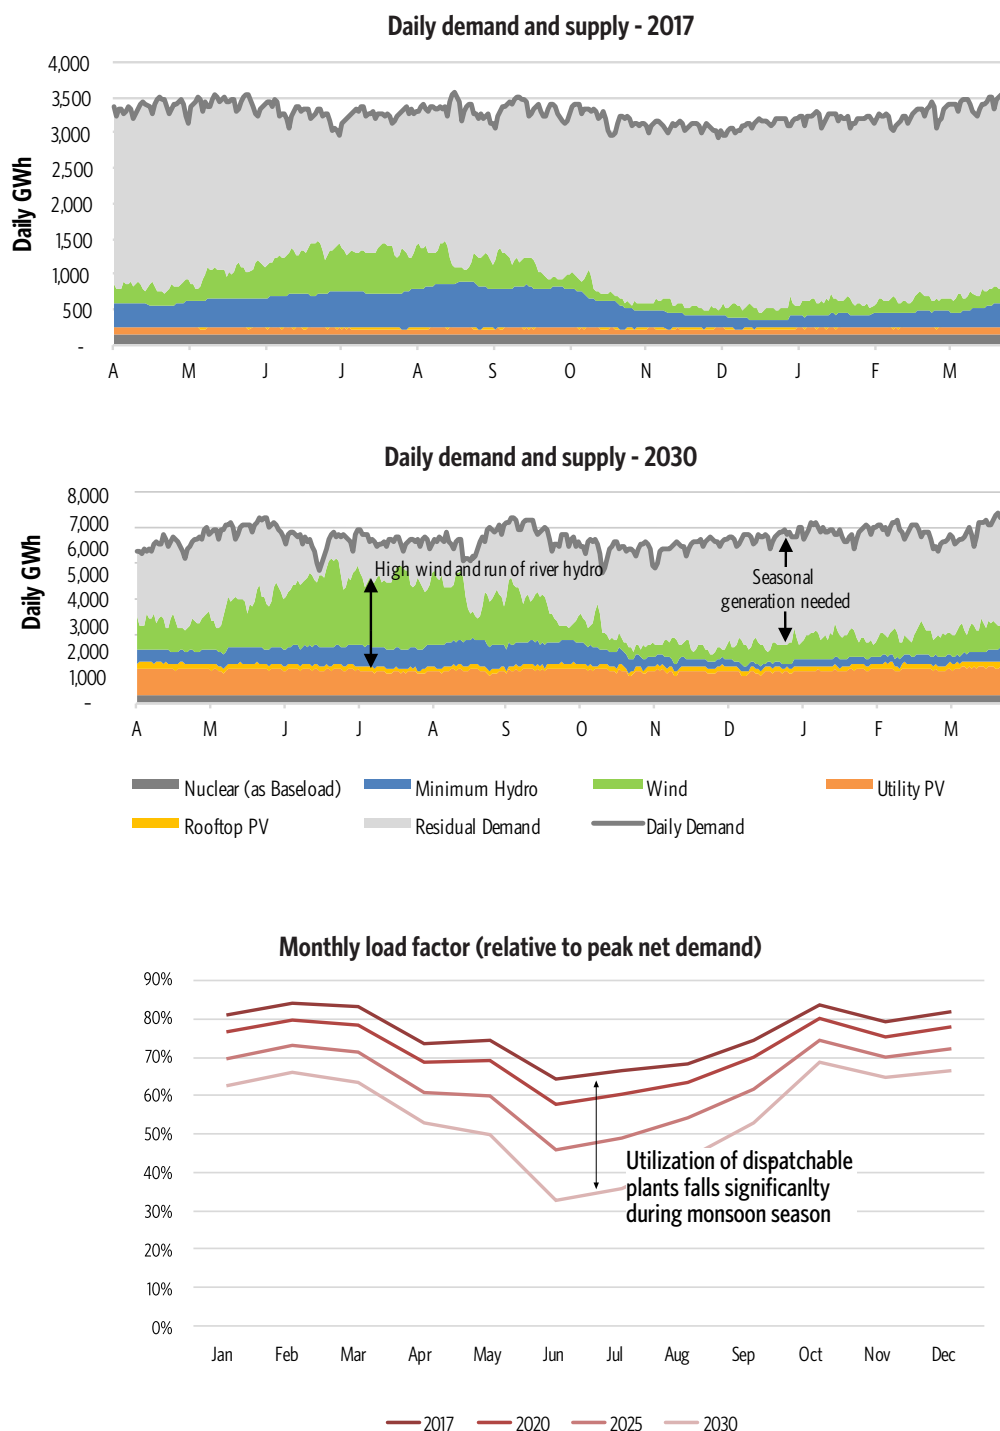 Daily demand and supply - 2017
Daily GWh
4,000
3,500
3,000
2,500
2,000
1,500
1,000
500
-
A M J J A S O N D J F M
Daily demand and supply - 2030
Daily GWh
8,000
7,000
6,000
5,000
4,000
3,000
2,000
1,000
-
High wind and run of river hydro
Seasonal
generation needed
A M J J A S O N D J F M
Nuclear (as Baseload) Minimum Hydro Wind Utility PV
Rooftop PV Residual Demand Daily Demand
Monthly load factor (relative to peak net demand)
90%
80%
70%
60%
50%
40%
30%
20%
10%
0%
Utilization of dispatchable
plants falls significanlty
during monsoon season
Jan Feb Mar Apr May Jun Jul Aug Sep Oct Nov Dec
2017 2020 2025 2030